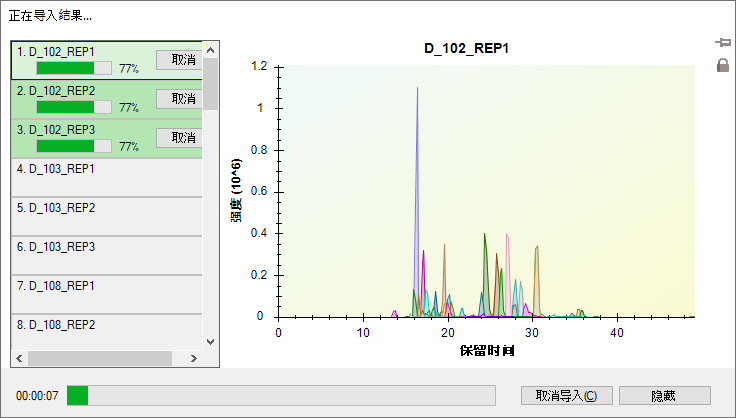 正在导入结果...
1. D_102_REP1
77%
取消
2. D_102_REP2
77%
取消
3. D_102_REP3
77%
取消
4. D_103_REP1
5. D_103_REP2
6. D_103_REP3
7. D_108_REP1
8. D_108_REP2
D_102_REP1
强度 (10^6)
1.2
1
0.8
0.6
0.4
0.2
0
0 10 20 30 40
保留时间
00:00:07
取消导入(C)
隐藏